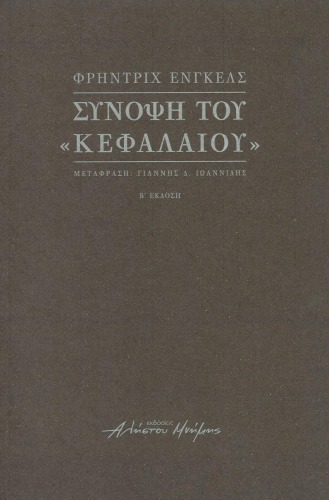 ΦΡΗΝΤΡΙΧ ΕΝΓΚΕΛΣ
ΣΥΝΟΨΗ ΤΟΥ
«ΚΕΦΑΛΑΙΟΥ»
ΜΕΤΑΦΡΑΣΗ: ΓΙΑΝΝΗΣ Δ. ΙΩΑΝΝΙΔΗΣ
Β΄ ΕΚΔΟΣΗ
εκδόσεις
Αλήστου Μνήμης